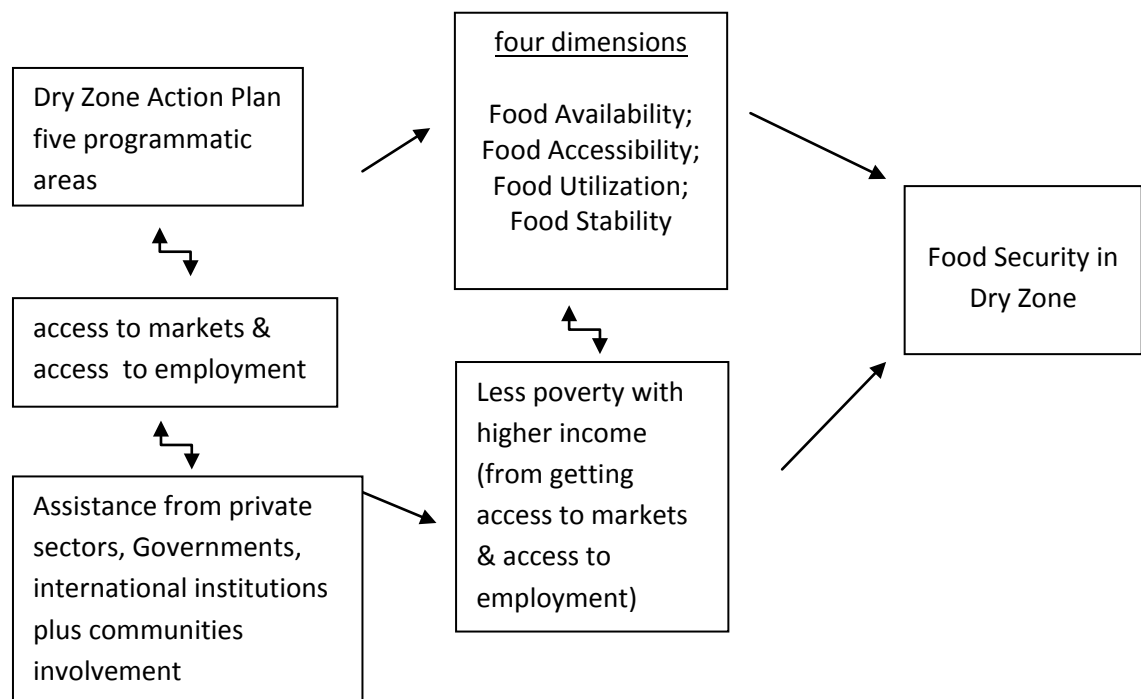 Dry Zone Action Plan
five programmatic
areas
access to markets &
access  to employment
Assistance from private
sectors, Governments,
international institutions
plus communities
involvement
four dimensions
Food Availability;
Food Accessibility;
Food Utilization;
Food Stability
Less poverty with
higher income
(from getting
access to markets
& access to
employment)
Food Security in
Dry Zone